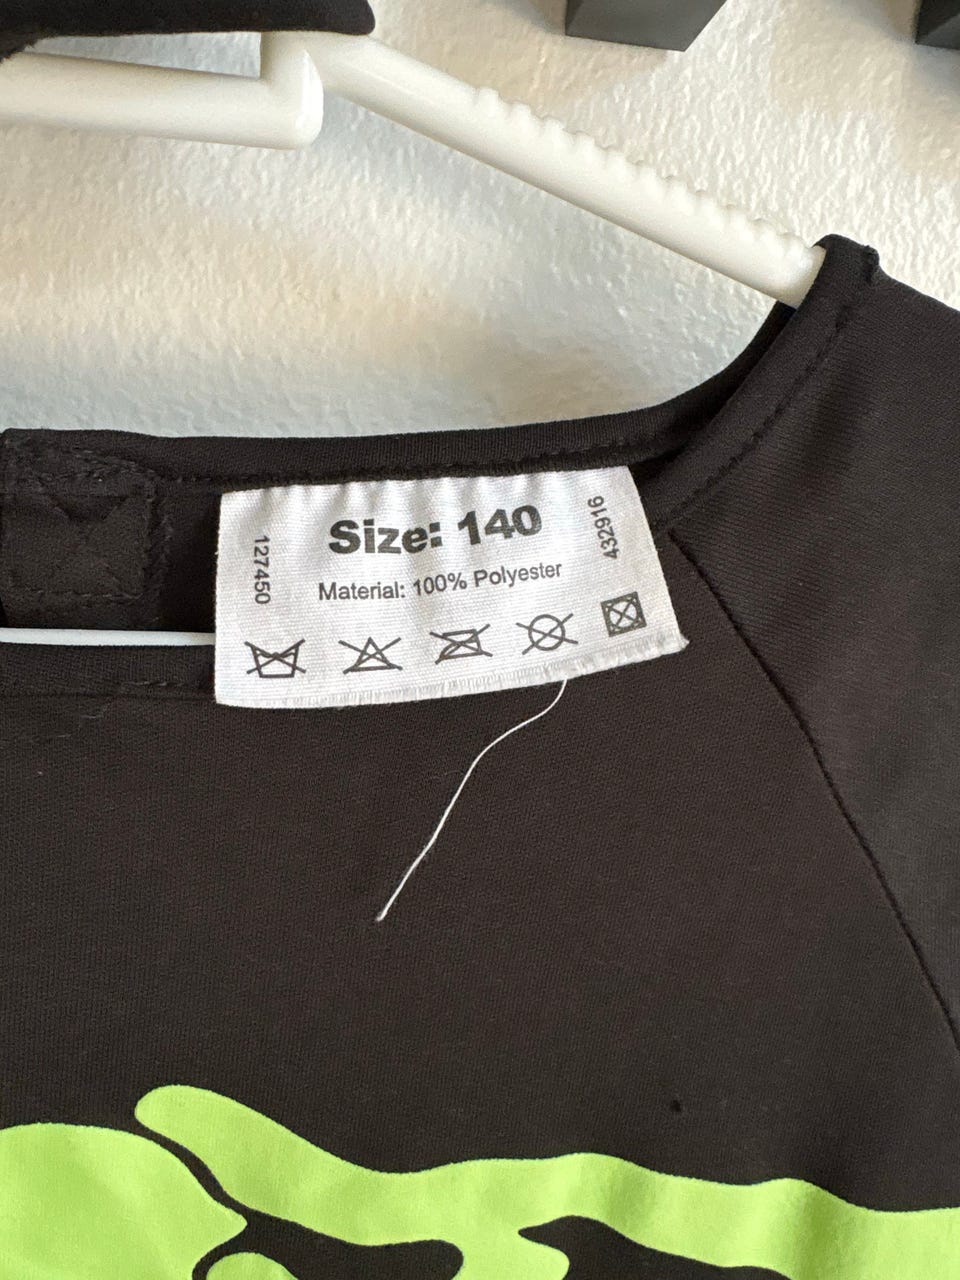 Size: 140
Material: 100% Polyester
127450
432916